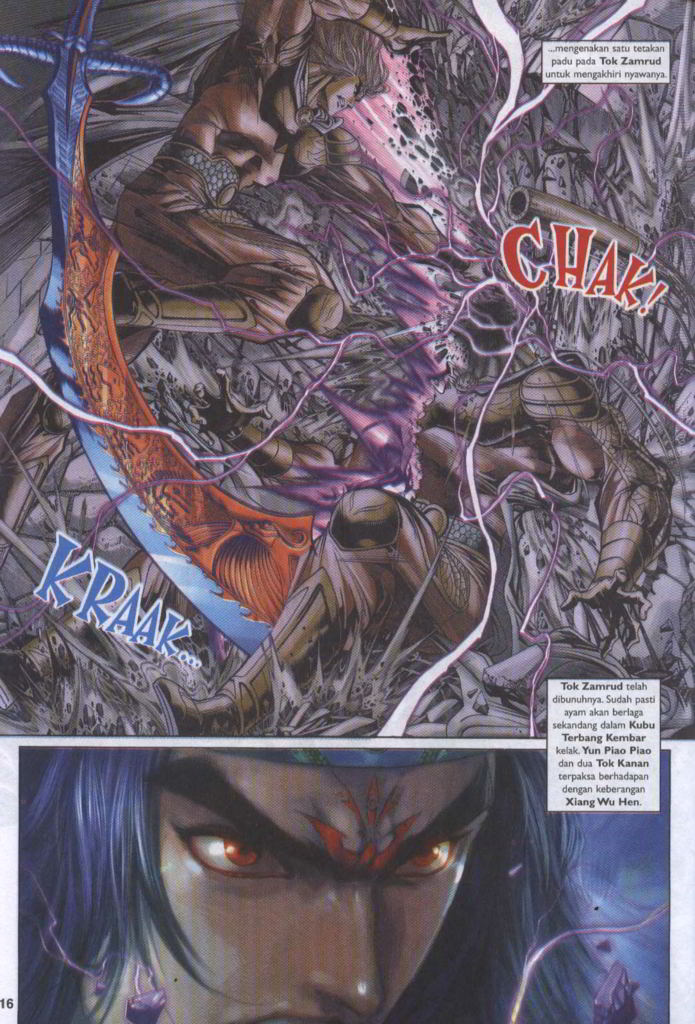 ...mengenakan satu tetakan
padu pada Tok Zamrud
untuk mengakhiri nyawanya.
CHAK!
KRAAK...
Tok Zamrud telah
dibunuhnya. Sudah pasti
ayam akan berlaga
sekandang dalam Kubu
Terbang Kembar
kelak. Yun Piao Piao
dan dua Tok Kanan
terpaksa berhadapan
dengan keberangan
Xiang Wu Hen.
16